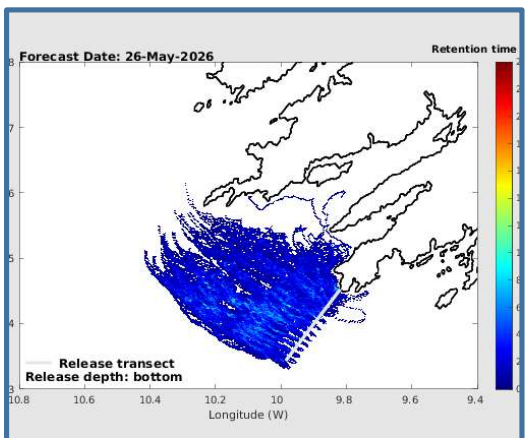 Forecast Date: 26-May-2026
Retention time
8
7
6
5
4
3
Release transect
Release depth: bottom
10.8 10.6 10.4 10.2 10 9.8 9.6 9.4
Longitude (W)